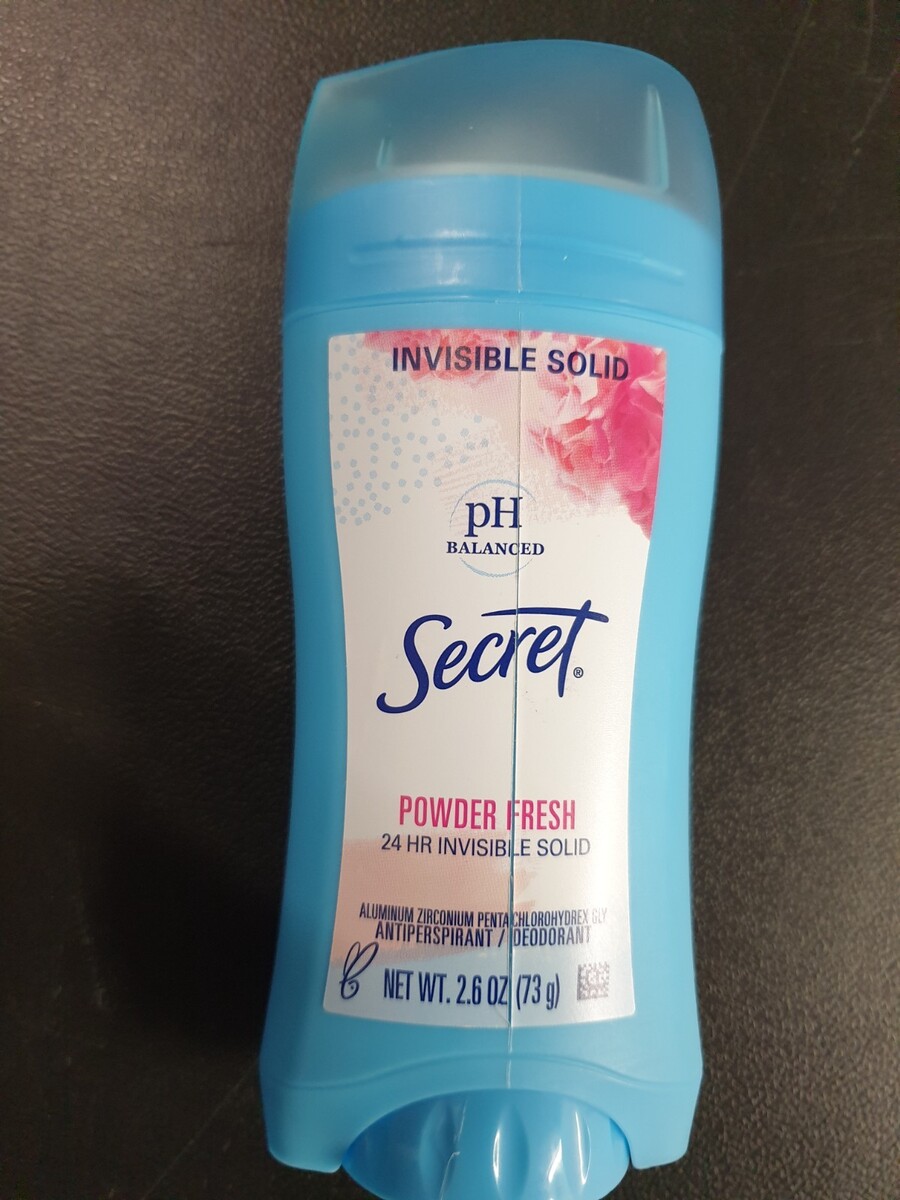 INVISIBLE SOLID
pH
BALANCED
Secret®
POWDER FRESH
24 HR INVISIBLE SOLID
ALUMINUM ZIRCONIUM PENTACHLOROHYDREX GLY
ANTIPERSPIRANT / DEODORANT
NET WT. 2.6 OZ (73 g)